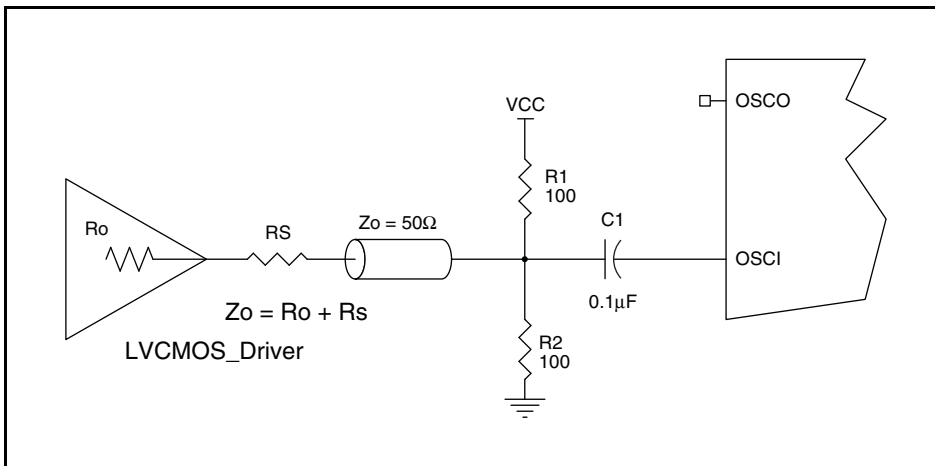 OSCO
VCC
R1
100
Ro
RS
Zo = 50Ω
C1
OSCI
0.1μF
Zo = Ro + Rs
R2
100
LVCMOS_Driver